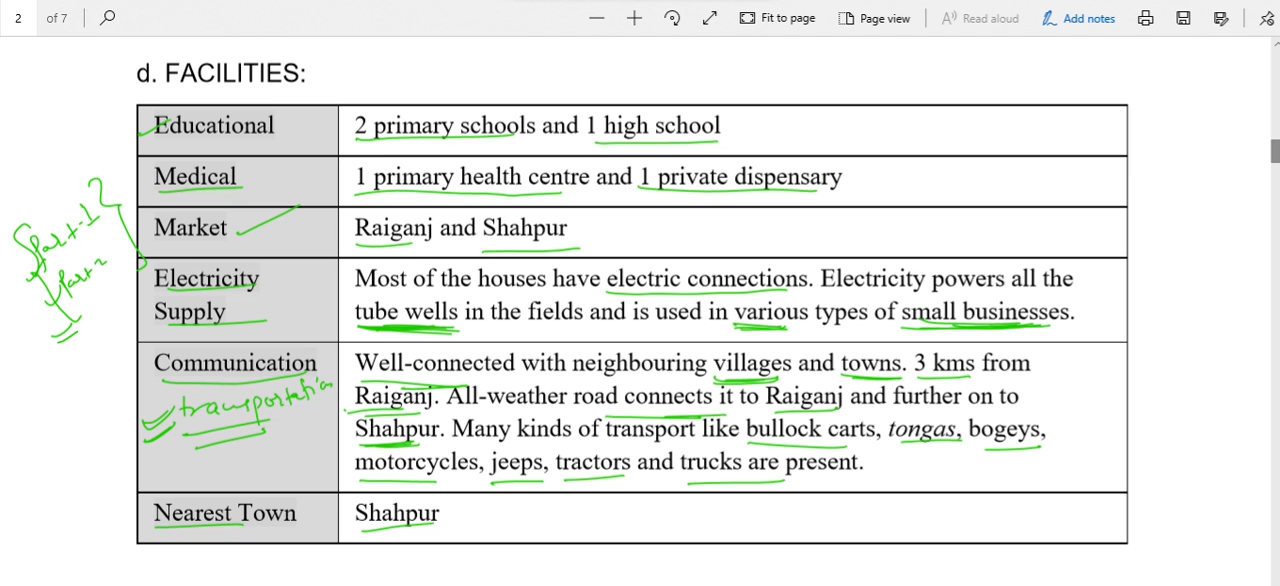 2 of 7
Fit to page
Page view
Read aloud
Add notes
d. FACILITIES:
Educational 2 primary schools and 1 high school
Medical 1 primary health centre and 1 private dispensary
Market Raiganj and Shahpur
Part-1
Part 2
Electricity Most of the houses have electric connections. Electricity powers all the
Supply tube wells in the fields and is used in various types of small businesses.
Communication Well-connected with neighbouring villages and towns. 3 kms from
transportation Raiganj. All-weather road connects it to Raiganj and further on to
Shahpur. Many kinds of transport like bullock carts, tongas, bogeys,
motorcycles, jeeps, tractors and trucks are present.
Nearest Town Shahpur